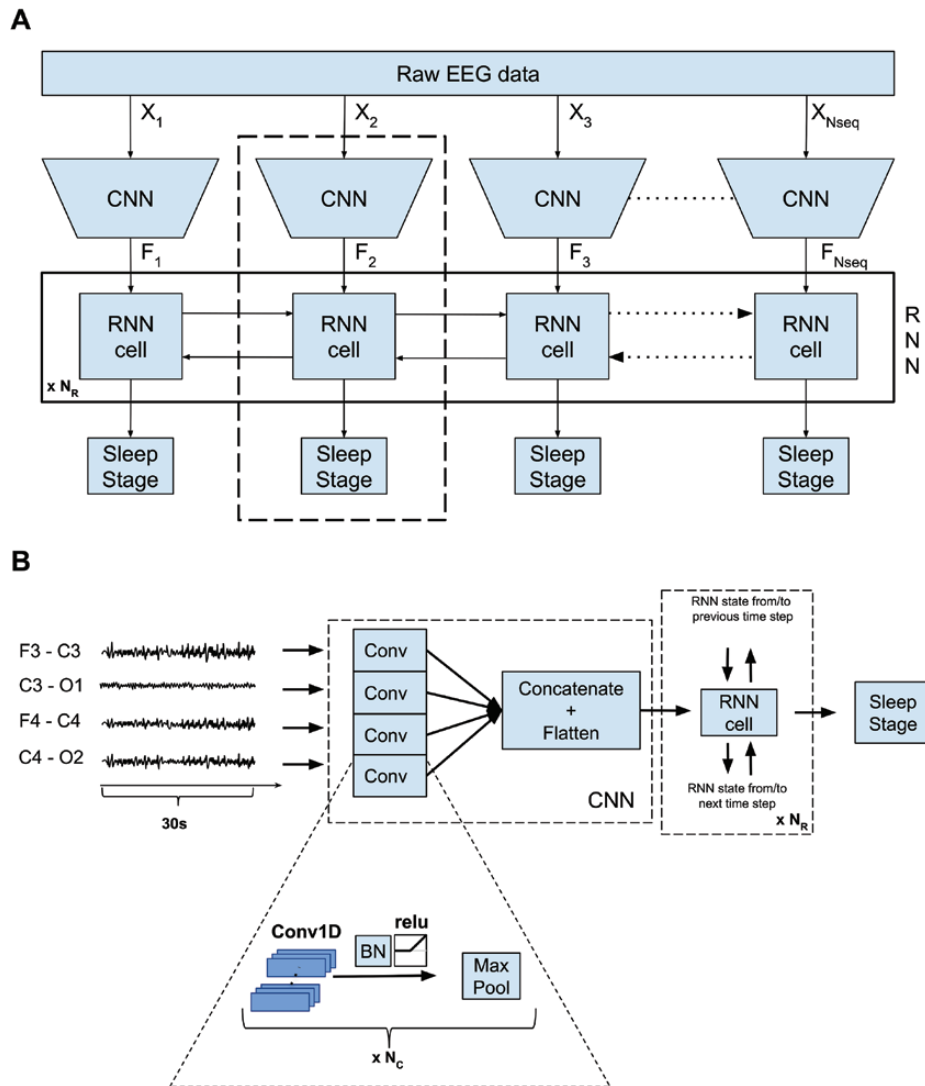 A
Raw EEG data
X1 X2 X3 XNseq
CNN CNN CNN CNN
F1 F2 F3 FNseq
RNN cell RNN cell RNN cell RNN cell
RNN
x NR
Sleep Stage Sleep Stage Sleep Stage Sleep Stage
B
F3 - C3
C3 - O1
F4 - C4
C4 - O2
30s
Conv
Conv
Conv
Conv
Concatenate
+
Flatten
CNN
RNN state from/to
previous time step
RNN
cell
RNN state from/to
next time step
x NR
Sleep
Stage
Conv1D
BN
relu
Max
Pool
x NC